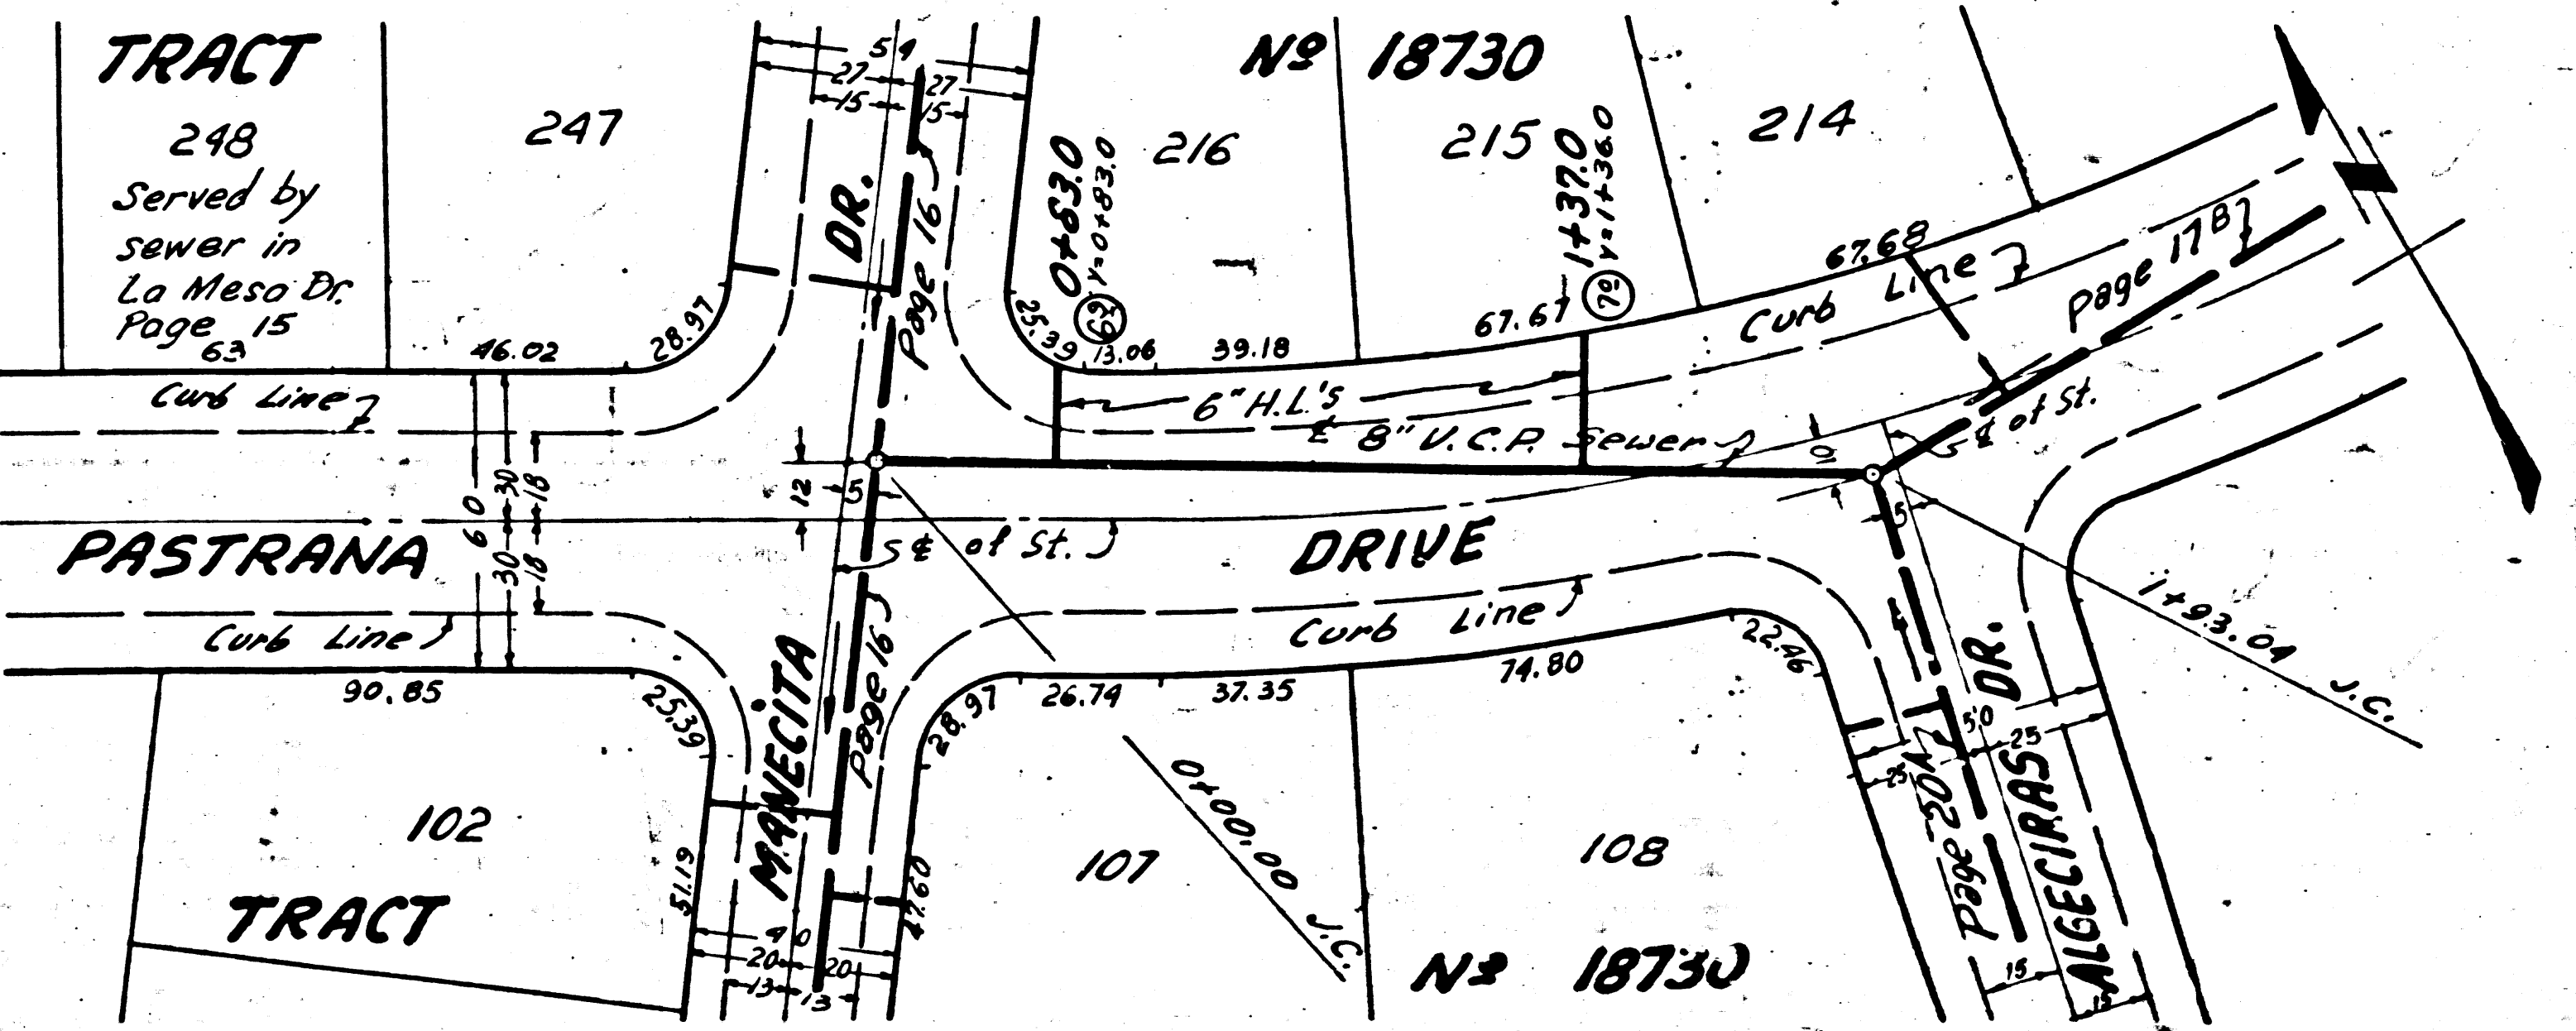 TRACT
Nº 18730
248
Served by
sewer in
La Mesa Dr.
Page 15
63
247
46.02
28.97
54
27
27
15
15
DR.
Page 16
0+83.0
Y=0+83.0
69
25.39
13.06
216
39.18
215
1+37.0
Y=1+36.0
70
67.67
214
67.68
Curb Line
Page 17B
N
Curb Line
6" H.L.'s
℄ 8" V.C.P. Sewer
℄ of St.
10
5
60
30
30
18
18
12
5
PASTRANA
DRIVE
℄ of St.
Curb Line
Curb Line
90.85
25.39
MANECITA
Page 16
28.97
26.74
37.35
74.80
22.46
1+93.04 J.C.
0+00.00 J.C.
102
TRACT
51.19
47.60
40
20
20
13
13
107
108
Nº 18730
Page 50A
ALGECIRAS DR.
50
25
25
15
15